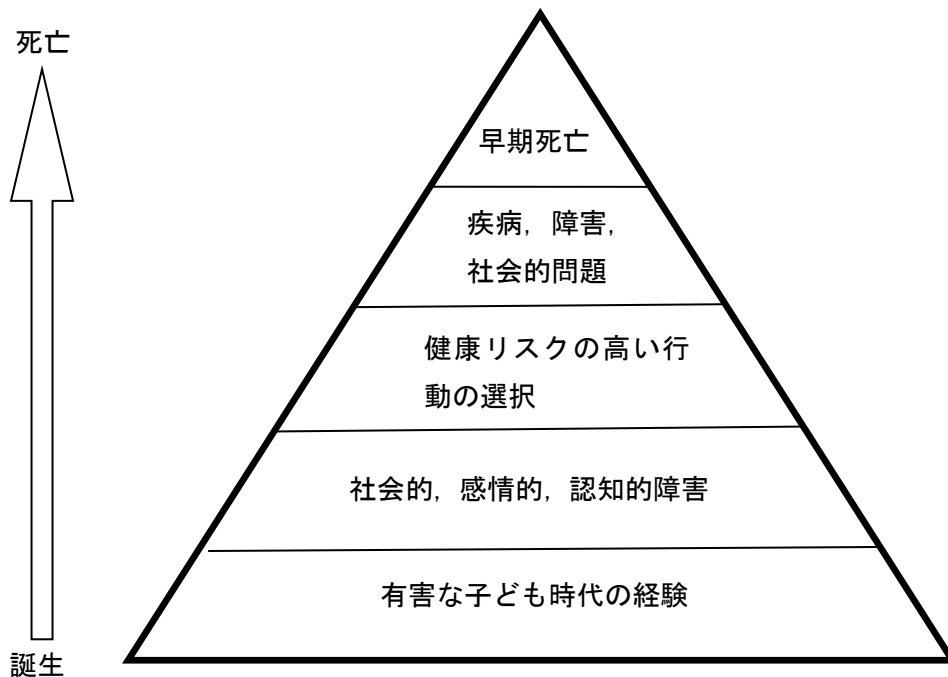 死亡
早期死亡
疾病，障害，
社会的問題
健康リスクの高い行
動の選択
社会的，感情的，認知的障害
有害な子ども時代の経験
誕生